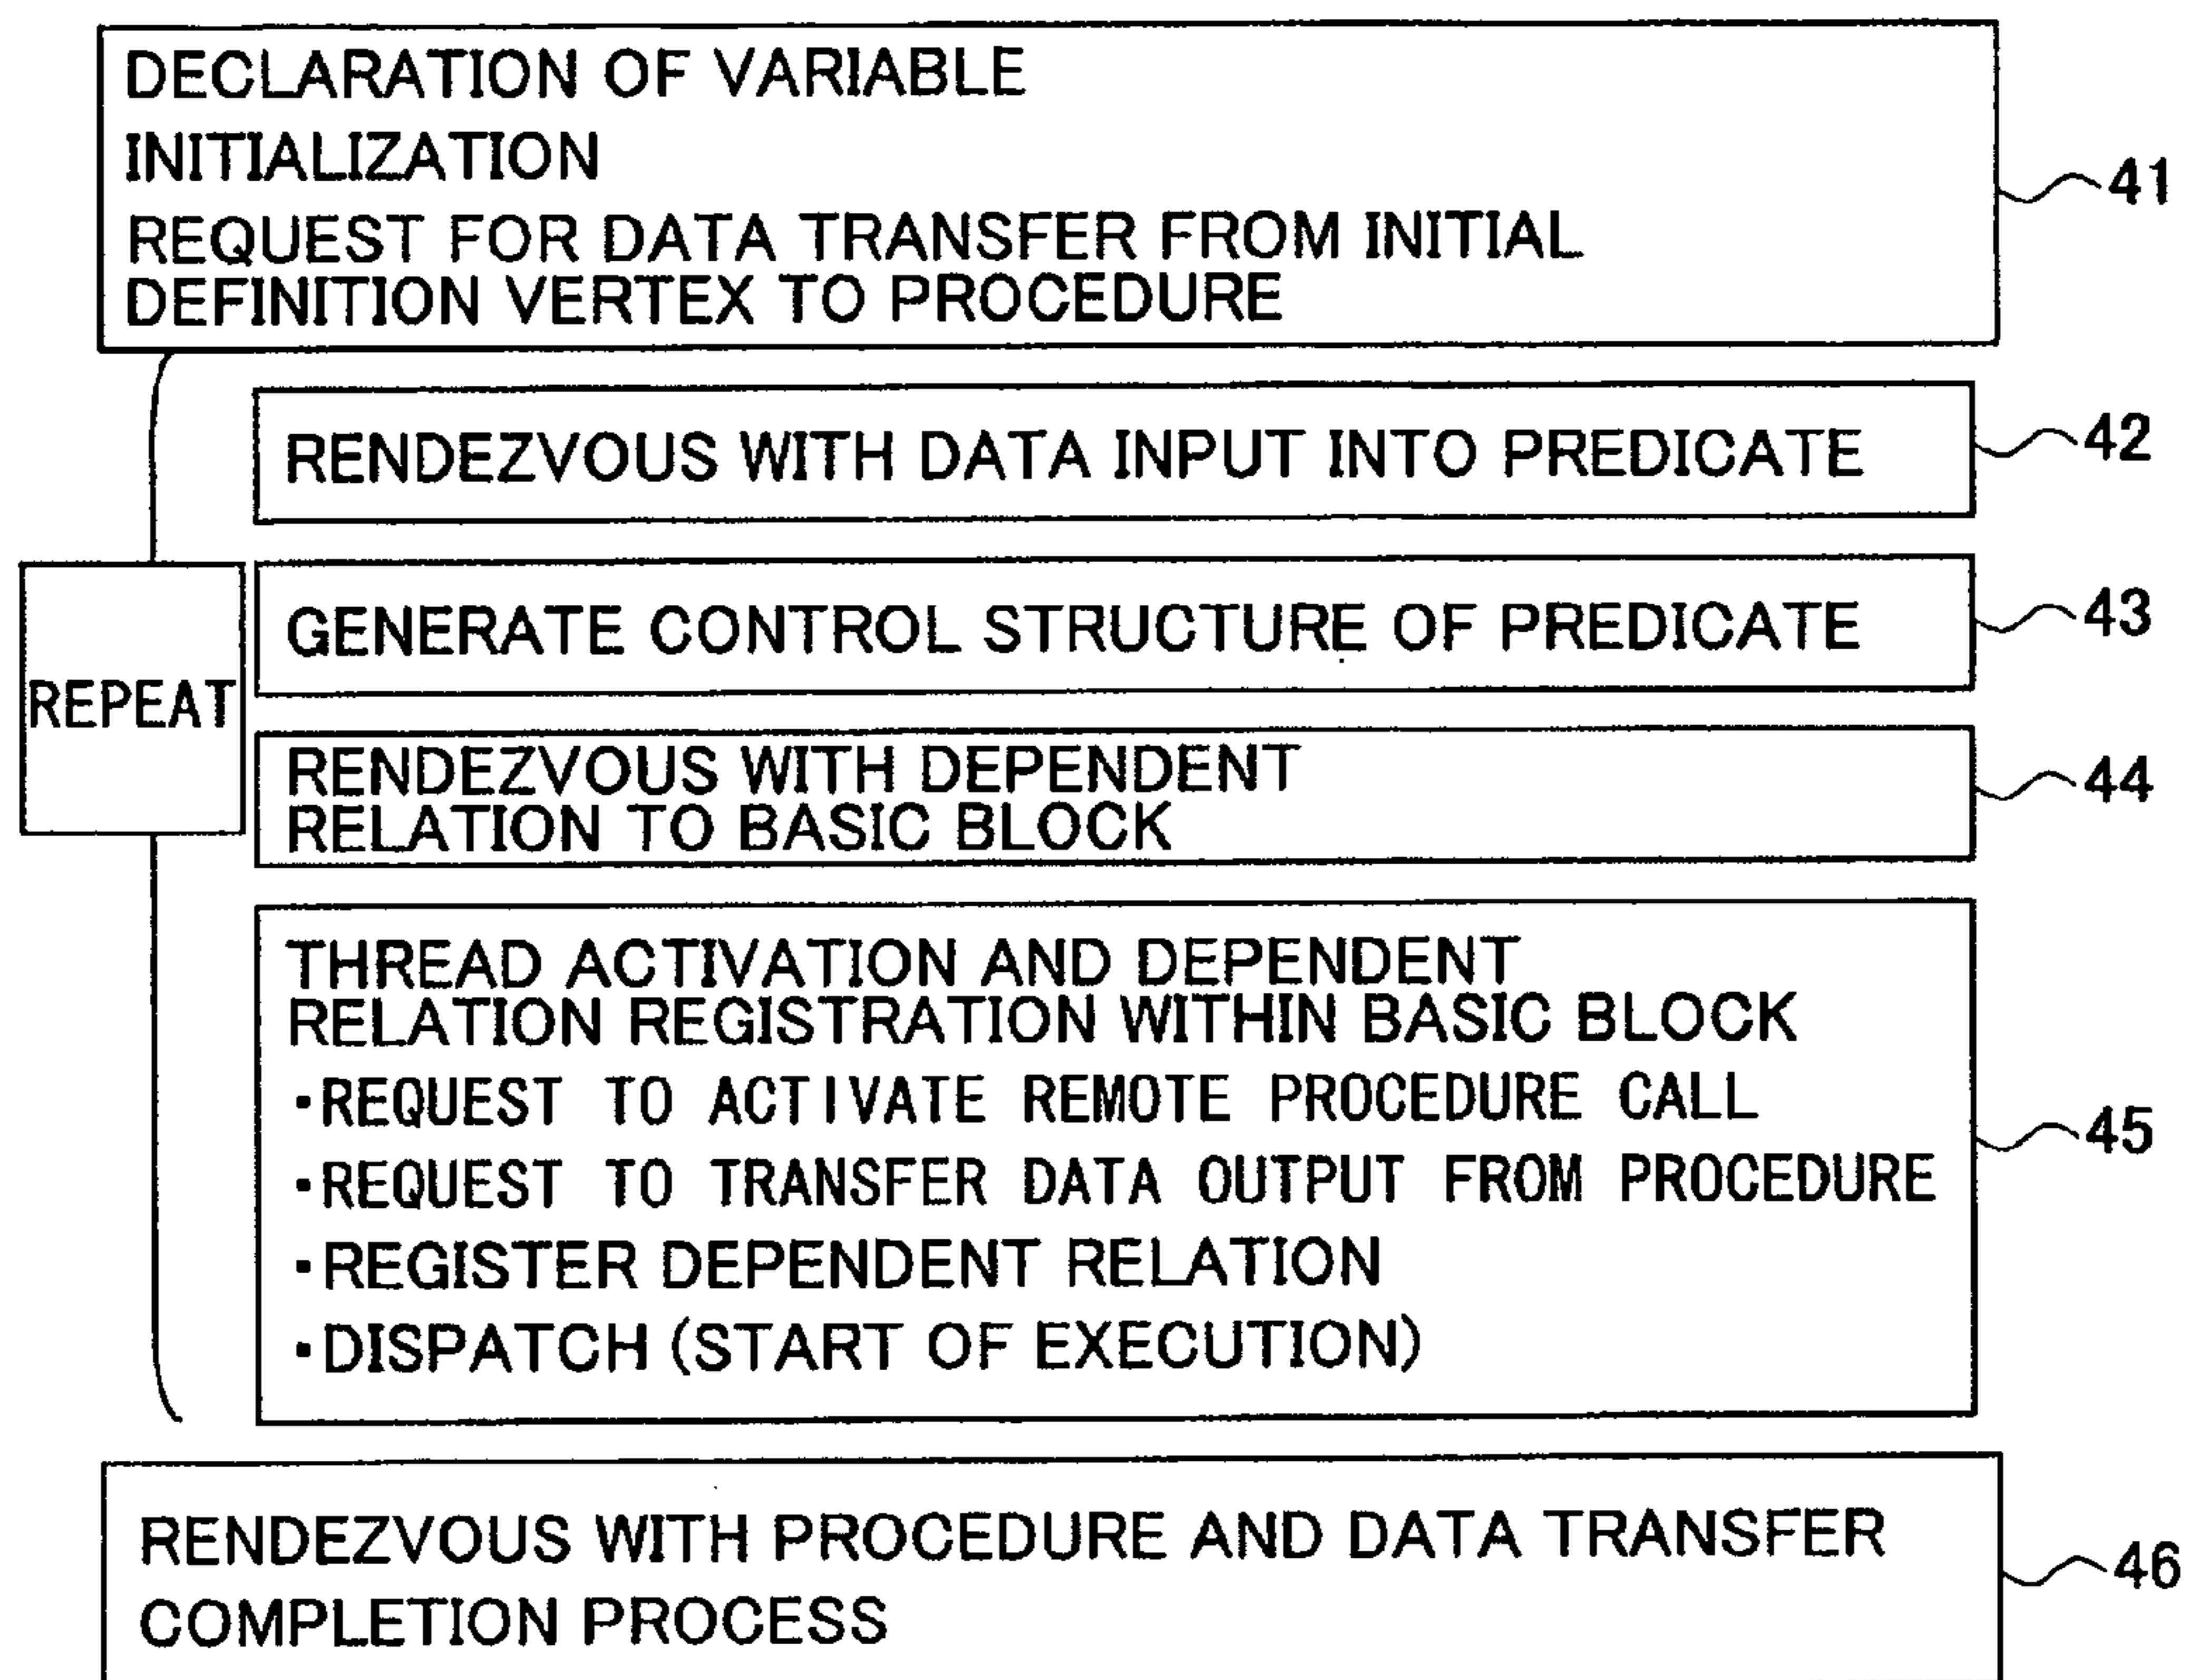 DECLARATION OF VARIABLE
INITIALIZATION
REQUEST FOR DATA TRANSFER FROM INITIAL
DEFINITION VERTEX TO PROCEDURE
41
RENDEZVOUS WITH DATA INPUT INTO PREDICATE
42
GENERATE CONTROL STRUCTURE OF PREDICATE
43
REPEAT
RENDEZVOUS WITH DEPENDENT
RELATION TO BASIC BLOCK
44
THREAD ACTIVATION AND DEPENDENT
RELATION REGISTRATION WITHIN BASIC BLOCK
・REQUEST TO ACTIVATE REMOTE PROCEDURE CALL
・REQUEST TO TRANSFER DATA OUTPUT FROM PROCEDURE
・REGISTER DEPENDENT RELATION
・DISPATCH (START OF EXECUTION)
45
RENDEZVOUS WITH PROCEDURE AND DATA TRANSFER
COMPLETION PROCESS
46